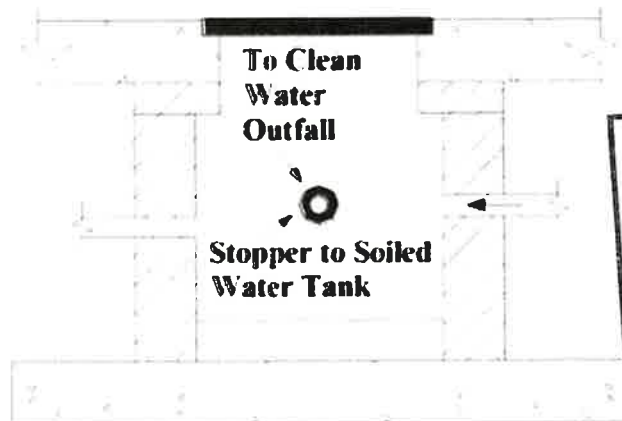 To Clean
Water
Outfall
Stopper to Soiled
Water Tank